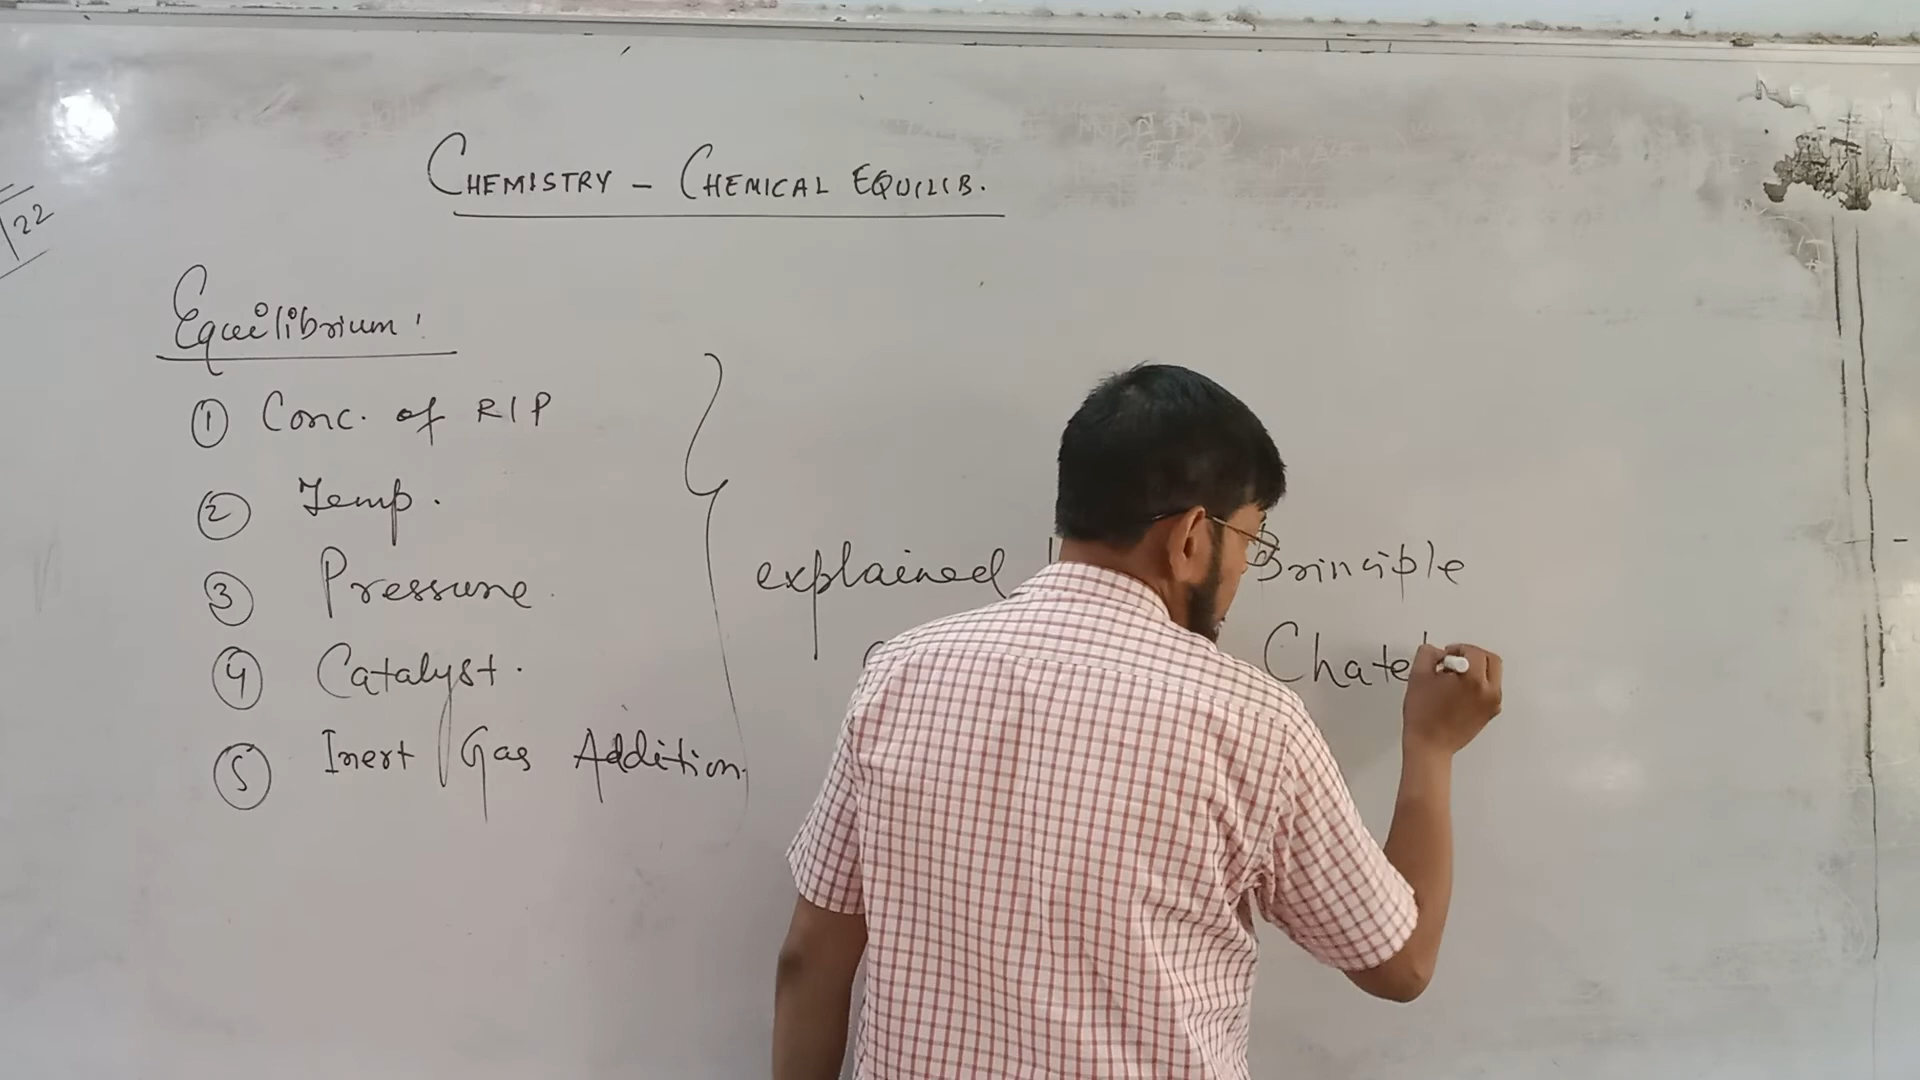 CHEMISTRY – CHEMICAL EQUILIB.
22
Equilibrium:
① Conc. of R/P
② Temp.
③ Pressure.
④ Catalyst.
⑤ Inert Gas Addition.
explained Principle
Chate